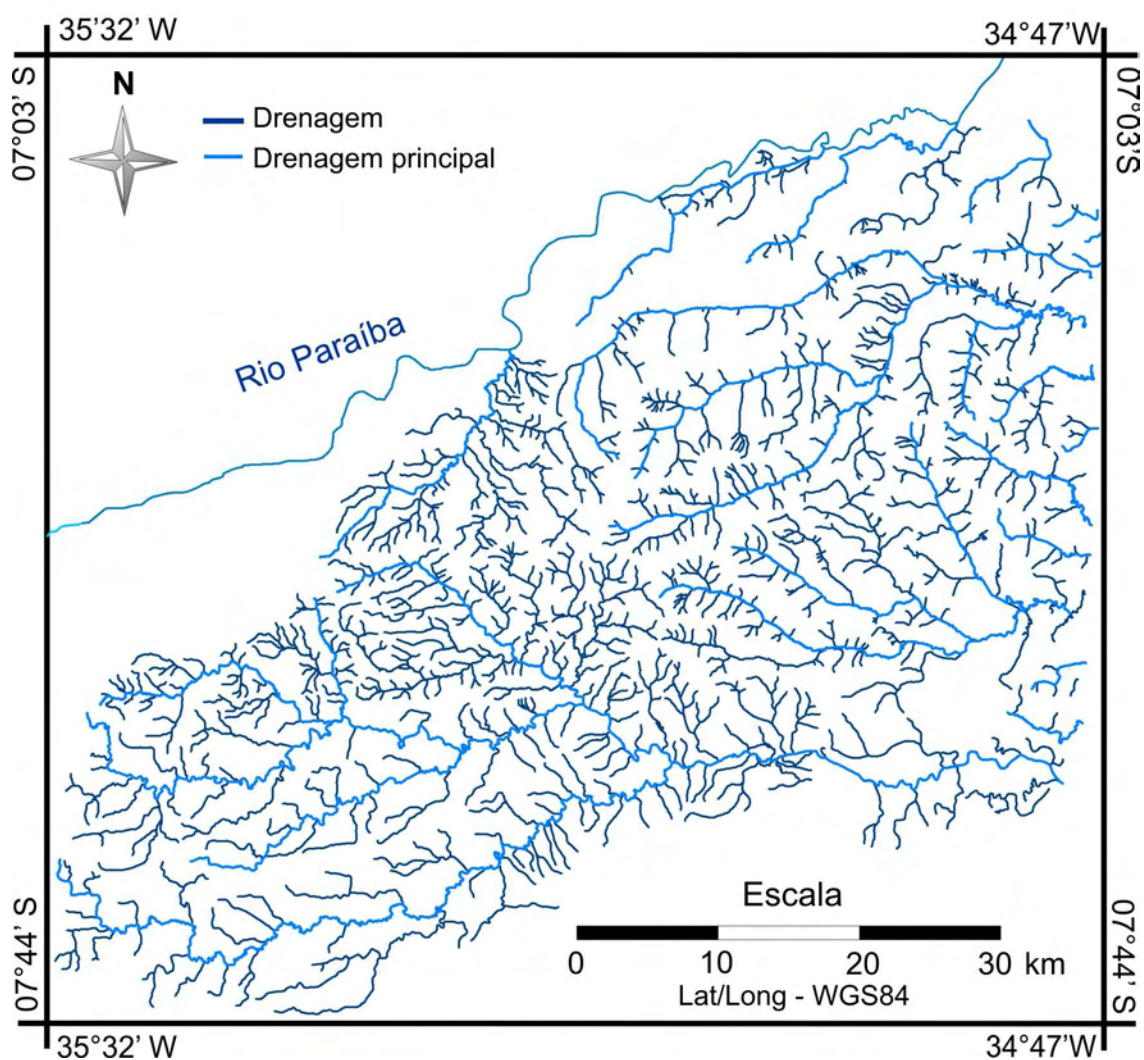 35'32' W
34°47'W
07°03' S
07°03'S
N
Drenagem
Drenagem principal
Rio Paraíba
Escala
0 10 20 30 km
Lat/Long - WGS84
07°44' S
07°44' S
35°32' W
34°47'W